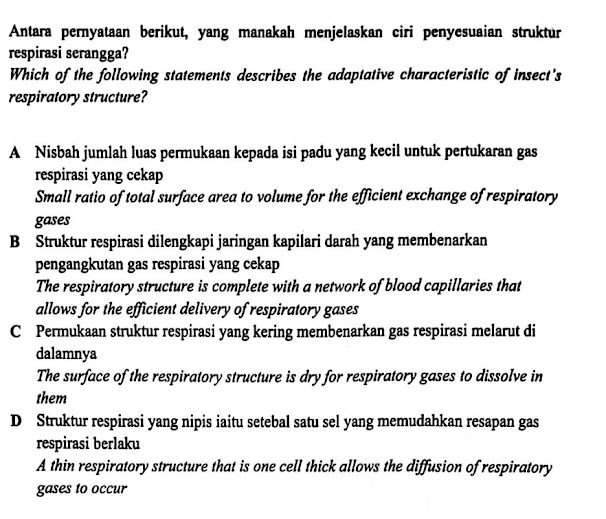 Antara pernyataan berikut, yang manakah menjelaskan ciri penyesuaian struktur
respirasi serangga?
Which of the following statements describes the adaptative characteristic of insect's
respiratory structure?
A Nisbah jumlah luas permukaan kepada isi padu yang kecil untuk pertukaran gas
respirasi yang cekap
Small ratio of total surface area to volume for the efficient exchange of respiratory
gases
B Struktur respirasi dilengkapi jaringan kapilari darah yang membenarkan
pengangkutan gas respirasi yang cekap
The respiratory structure is complete with a network of blood capillaries that
allows for the efficient delivery of respiratory gases
C Permukaan struktur respirasi yang kering membenarkan gas respirasi melarut di
dalamnya
The surface of the respiratory structure is dry for respiratory gases to dissolve in
them
D Struktur respirasi yang nipis iaitu setebal satu sel yang memudahkan resapan gas
respirasi berlaku
A thin respiratory structure that is one cell thick allows the diffusion of respiratory
gases to occur